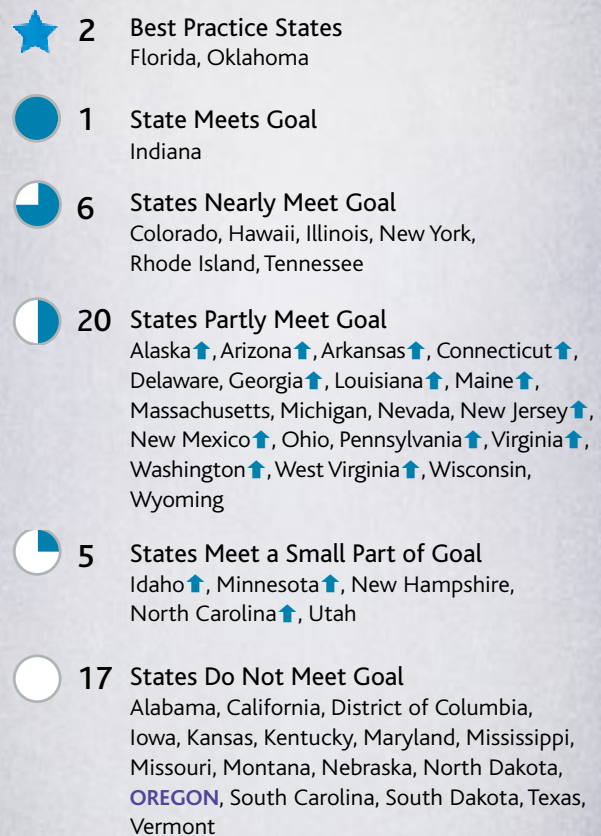 2 Best Practice States
Florida, Oklahoma
1 State Meets Goal
Indiana
6 States Nearly Meet Goal
Colorado, Hawaii, Illinois, New York,
Rhode Island, Tennessee
20 States Partly Meet Goal
Alaska⬆, Arizona⬆, Arkansas⬆, Connecticut⬆,
Delaware, Georgia⬆, Louisiana⬆, Maine⬆,
Massachusetts, Michigan, Nevada, New Jersey⬆,
New Mexico⬆, Ohio, Pennsylvania⬆, Virginia⬆,
Washington⬆, West Virginia⬆, Wisconsin,
Wyoming
5 States Meet a Small Part of Goal
Idaho⬆, Minnesota⬆, New Hampshire,
North Carolina⬆, Utah
17 States Do Not Meet Goal
Alabama, California, District of Columbia,
Iowa, Kansas, Kentucky, Maryland, Mississippi,
Missouri, Montana, Nebraska, North Dakota,
OREGON, South Carolina, South Dakota, Texas,
Vermont